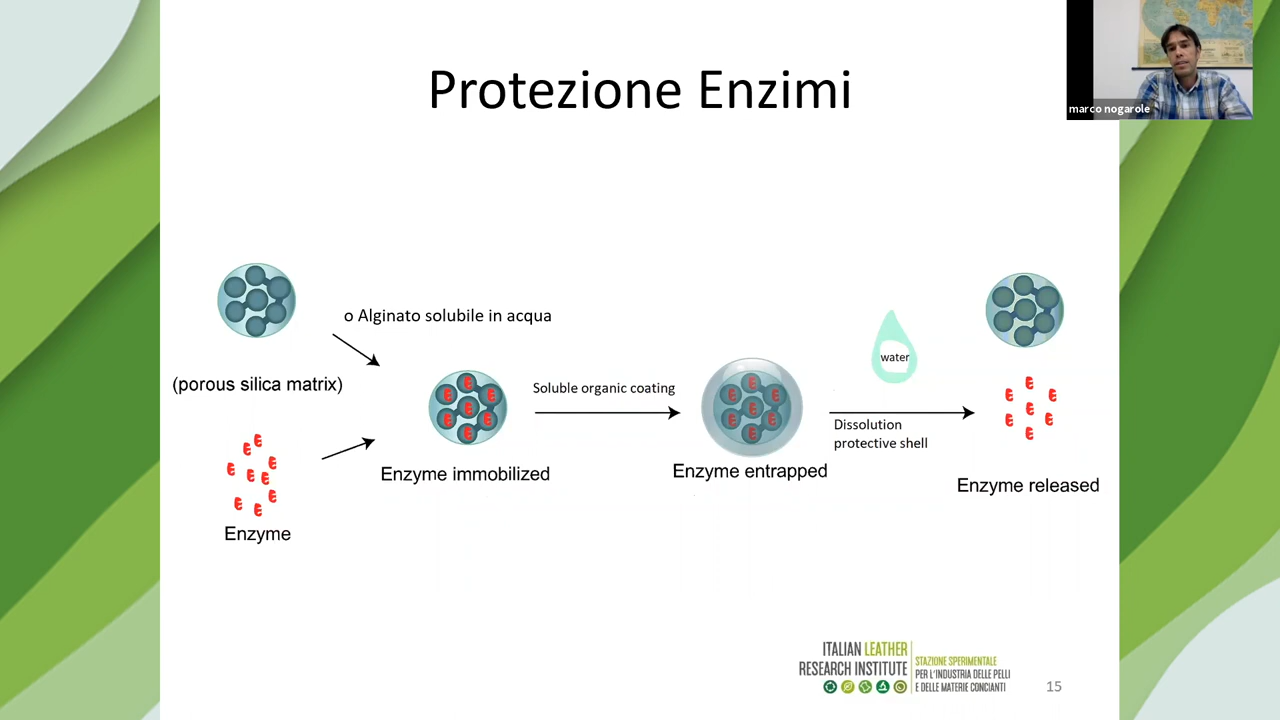 Protezione Enzimi
marco nogarole
o Alginato solubile in acqua
(porous silica matrix)
Enzyme
Enzyme immobilized
Soluble organic coating
Enzyme entrapped
water
Dissolution
protective shell
Enzyme released
ITALIAN LEATHER
RESEARCH INSTITUTE
STAZIONE SPERIMENTALE
PER L'INDUSTRIA DELLE PELLI
E DELLE MATERIE CONCIANTI
15